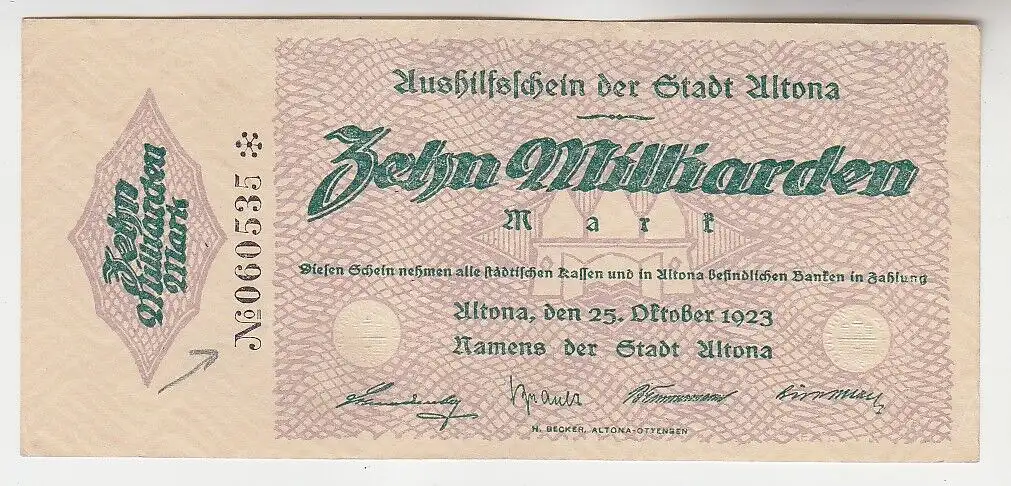 Zehn
Milliarden
Mark
№060535 *
Aushilfsschein der Stadt Altona
Zehn Milliarden
Mark
Diesen Schein nehmen alle städtischen Kassen und in Altona befindlichen Banken in Zahlung
Altona, den 25. Oktober 1923
Namens der Stadt Altona
H. BECKER, ALTONA-OTTENSEN